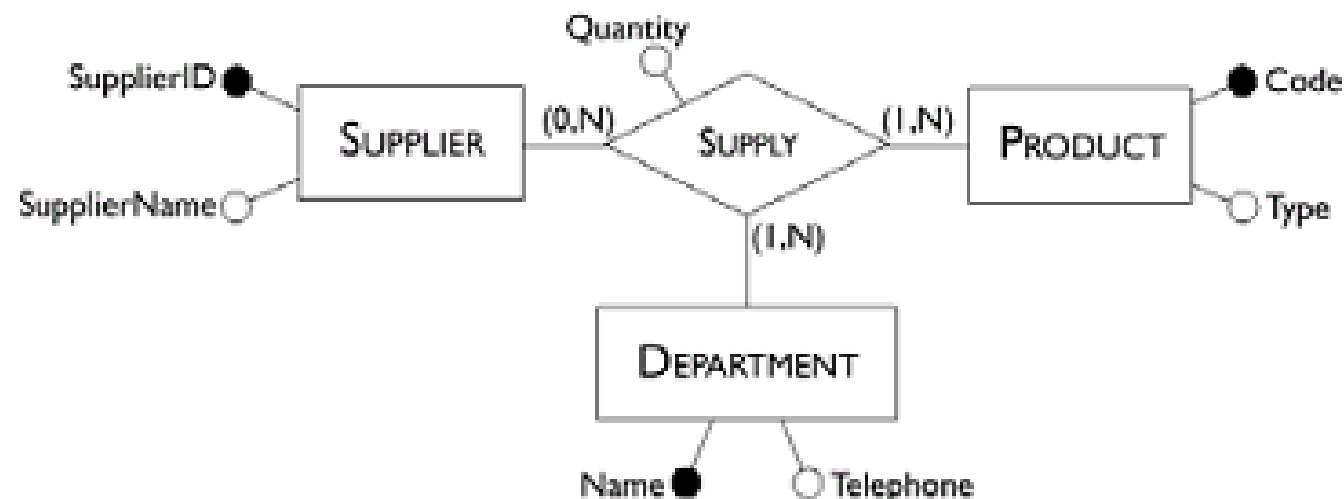 Quantity
SupplierID
Code
SUPPLIER
(0,N)
SUPPLY
(1,N)
PRODUCT
SupplierName
Type
(1,N)
DEPARTMENT
Name
Telephone